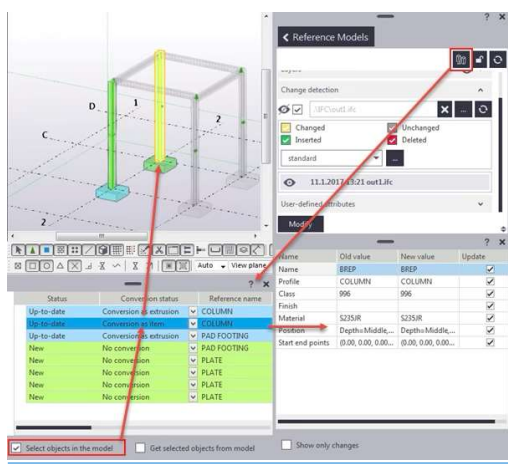 ? ×
Reference Models
Change detection
\IFC\out1.ifc
...
Changed
Unchanged
Inserted
Deleted
standard
...
11.1.2017 13:21 out1.ifc
User-defined attributes
Modify
D
1
C
2
2
Auto
View plane
? ×
? ×
Status Conversion status Reference name
Up-to-date Conversion as extrusion COLUMN
Up-to-date Conversion as item COLUMN
Up-to-date Conversion as extrusion PAD FOOTING
New No conversion PAD FOOTING
New No conversion PLATE
New No conversion PLATE
New No conversion PLATE
New No conversion PLATE
Select objects in the model
Get selected objects from model
Name Old value New value Update
Name BREP BREP
Profile COLUMN COLUMN
Class 996 996
Finish
Material S235JR S235JR
Position Depth=Middle,... Depth=Middle,...
Start end points (0.00, 0.00, 0.00... (0.00, 0.00, 0.00...
Show only changes